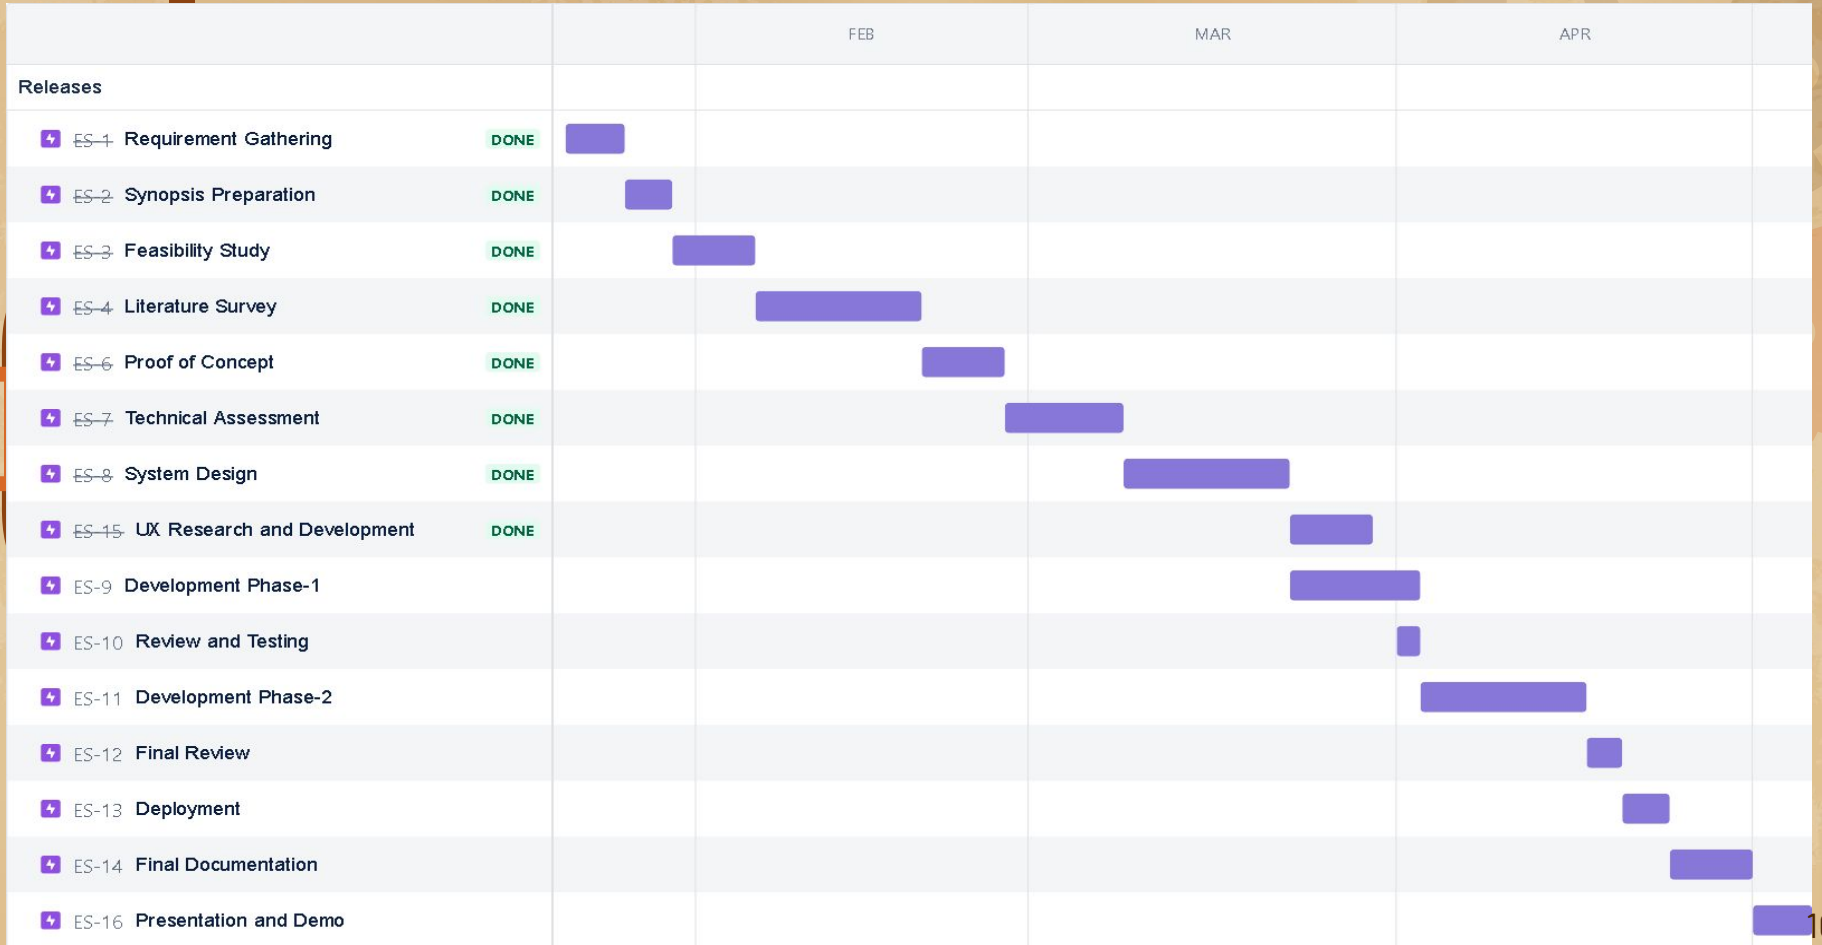 FEB MAR APR
Releases
ES-1 Requirement Gathering DONE
ES-2 Synopsis Preparation DONE
ES-3 Feasibility Study DONE
ES-4 Literature Survey DONE
ES-6 Proof of Concept DONE
ES-7 Technical Assessment DONE
ES-8 System Design DONE
ES-15 UX Research and Development DONE
ES-9 Development Phase-1
ES-10 Review and Testing
ES-11 Development Phase-2
ES-12 Final Review
ES-13 Deployment
ES-14 Final Documentation
ES-16 Presentation and Demo